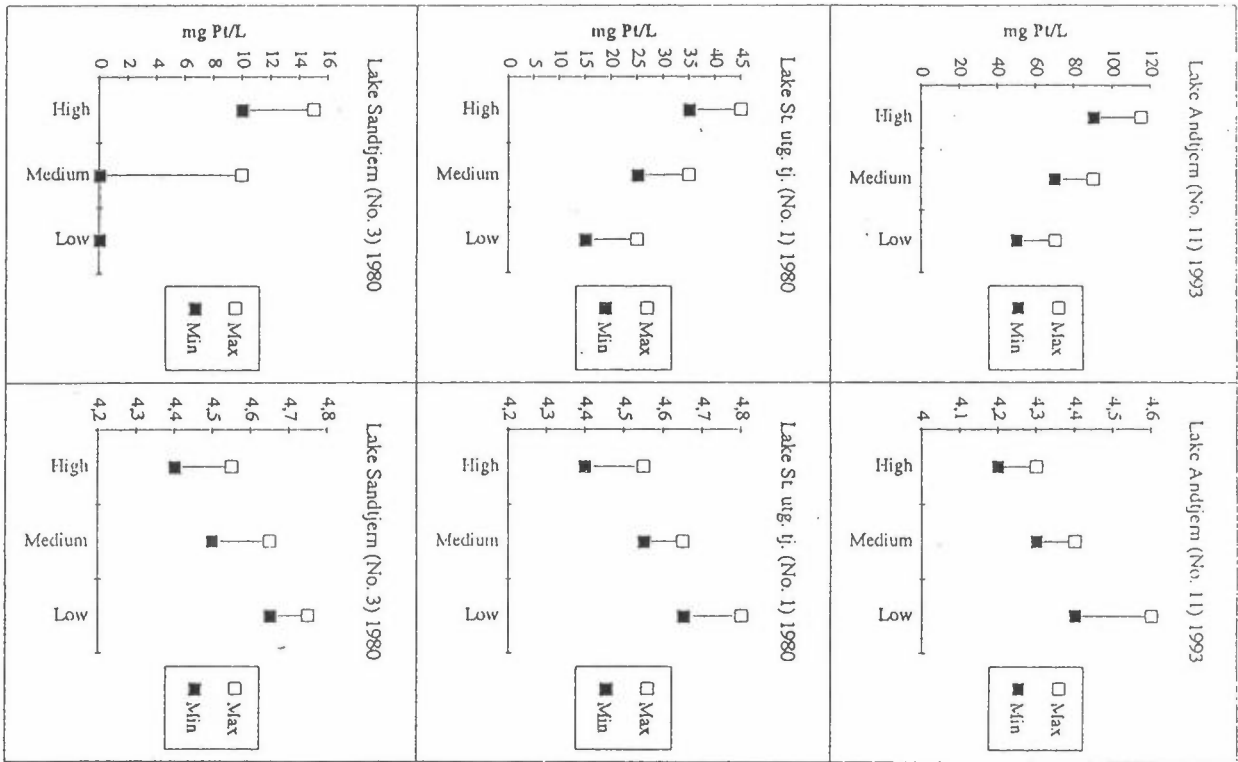 mg Pt/L
0 2 4 6 8 10 12 14 16
High
Medium
Low
Lake Sandtjern (No. 3) 1980
Max
Min
mg Pt/L
0 15 25 35 45
High
Medium
Low
Lake St. utg. tj. (No. 1) 1980
Max
Min
mg Pt/L
0 20 40 60 80 100 120
High
Medium
Low
Lake Andtjern (No. 11) 1993
Max
Min
4,2 4,3 4,4 4,5 4,6 4,7 4,8
High
Medium
Low
Lake Sandtjern (No. 3) 1980
Max
Min
4,2 4,3 4,4 4,5 4,6 4,7 4,8
High
Medium
Low
Lake St. utg. tj. (No. 1) 1980
Max
Min
4 4,1 4,2 4,3 4,4 4,5 4,6
High
Medium
Low
Lake Andtjern (No. 11) 1993
Max
Min